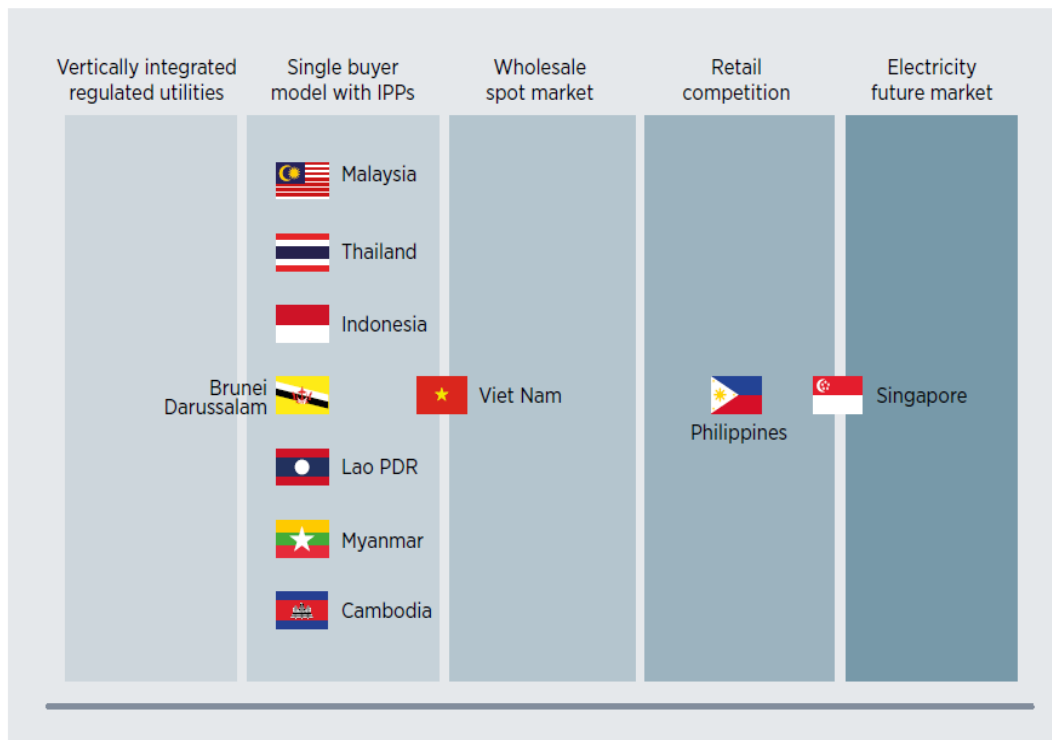 Vertically integrated
regulated utilities
Single buyer
model with IPPs
Wholesale
spot market
Retail
competition
Electricity
future market
Malaysia
Thailand
Indonesia
Brunei
Darussalam
Viet Nam
Philippines
Singapore
Lao PDR
Myanmar
Cambodia